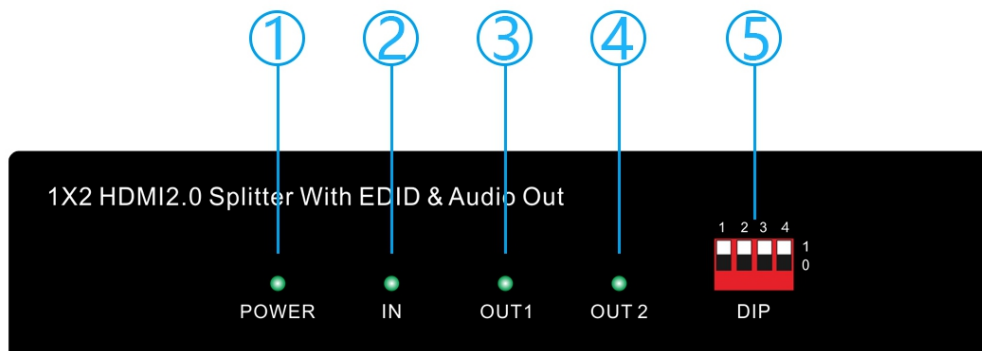 ① ② ③ ④ ⑤
1X2 HDMI2.0 Splitter With EDID & Audio Out
1 2 3 4
1
0
POWER IN OUT1 OUT 2 DIP